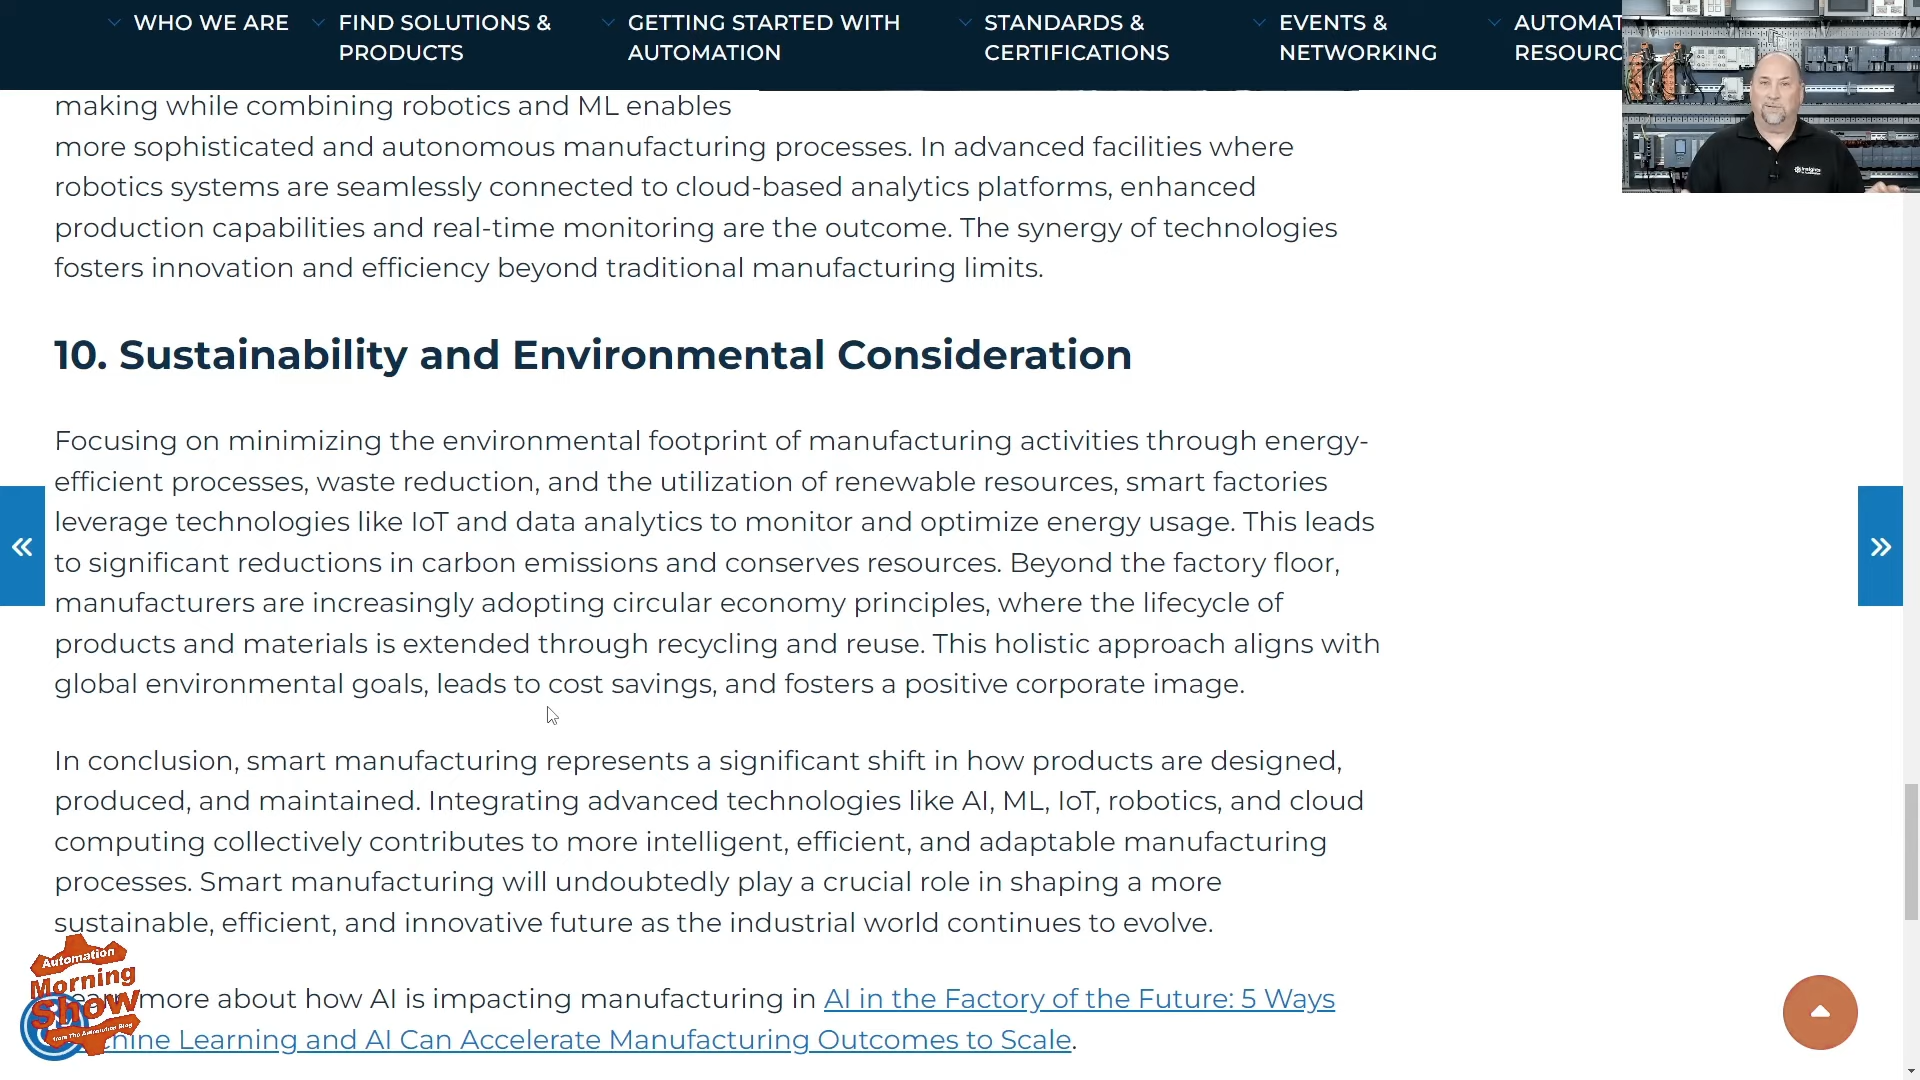 WHO WE ARE
FIND SOLUTIONS &
PRODUCTS
GETTING STARTED WITH
AUTOMATION
STANDARDS &
CERTIFICATIONS
EVENTS &
NETWORKING
AUTOMAT
RESOURC
making while combining robotics and ML enables
more sophisticated and autonomous manufacturing processes. In advanced facilities where
robotics systems are seamlessly connected to cloud-based analytics platforms, enhanced
production capabilities and real-time monitoring are the outcome. The synergy of technologies
fosters innovation and efficiency beyond traditional manufacturing limits.
10. Sustainability and Environmental Consideration
Focusing on minimizing the environmental footprint of manufacturing activities through energy-
efficient processes, waste reduction, and the utilization of renewable resources, smart factories
leverage technologies like IoT and data analytics to monitor and optimize energy usage. This leads
to significant reductions in carbon emissions and conserves resources. Beyond the factory floor,
manufacturers are increasingly adopting circular economy principles, where the lifecycle of
products and materials is extended through recycling and reuse. This holistic approach aligns with
global environmental goals, leads to cost savings, and fosters a positive corporate image.
In conclusion, smart manufacturing represents a significant shift in how products are designed,
produced, and maintained. Integrating advanced technologies like AI, ML, IoT, robotics, and cloud
computing collectively contributes to more intelligent, efficient, and adaptable manufacturing
processes. Smart manufacturing will undoubtedly play a crucial role in shaping a more
sustainable, efficient, and innovative future as the industrial world continues to evolve.
more about how AI is impacting manufacturing in AI in the Factory of the Future: 5 Ways
hine Learning and AI Can Accelerate Manufacturing Outcomes to Scale.
Automation
Morning
Show
from The Automation Blog